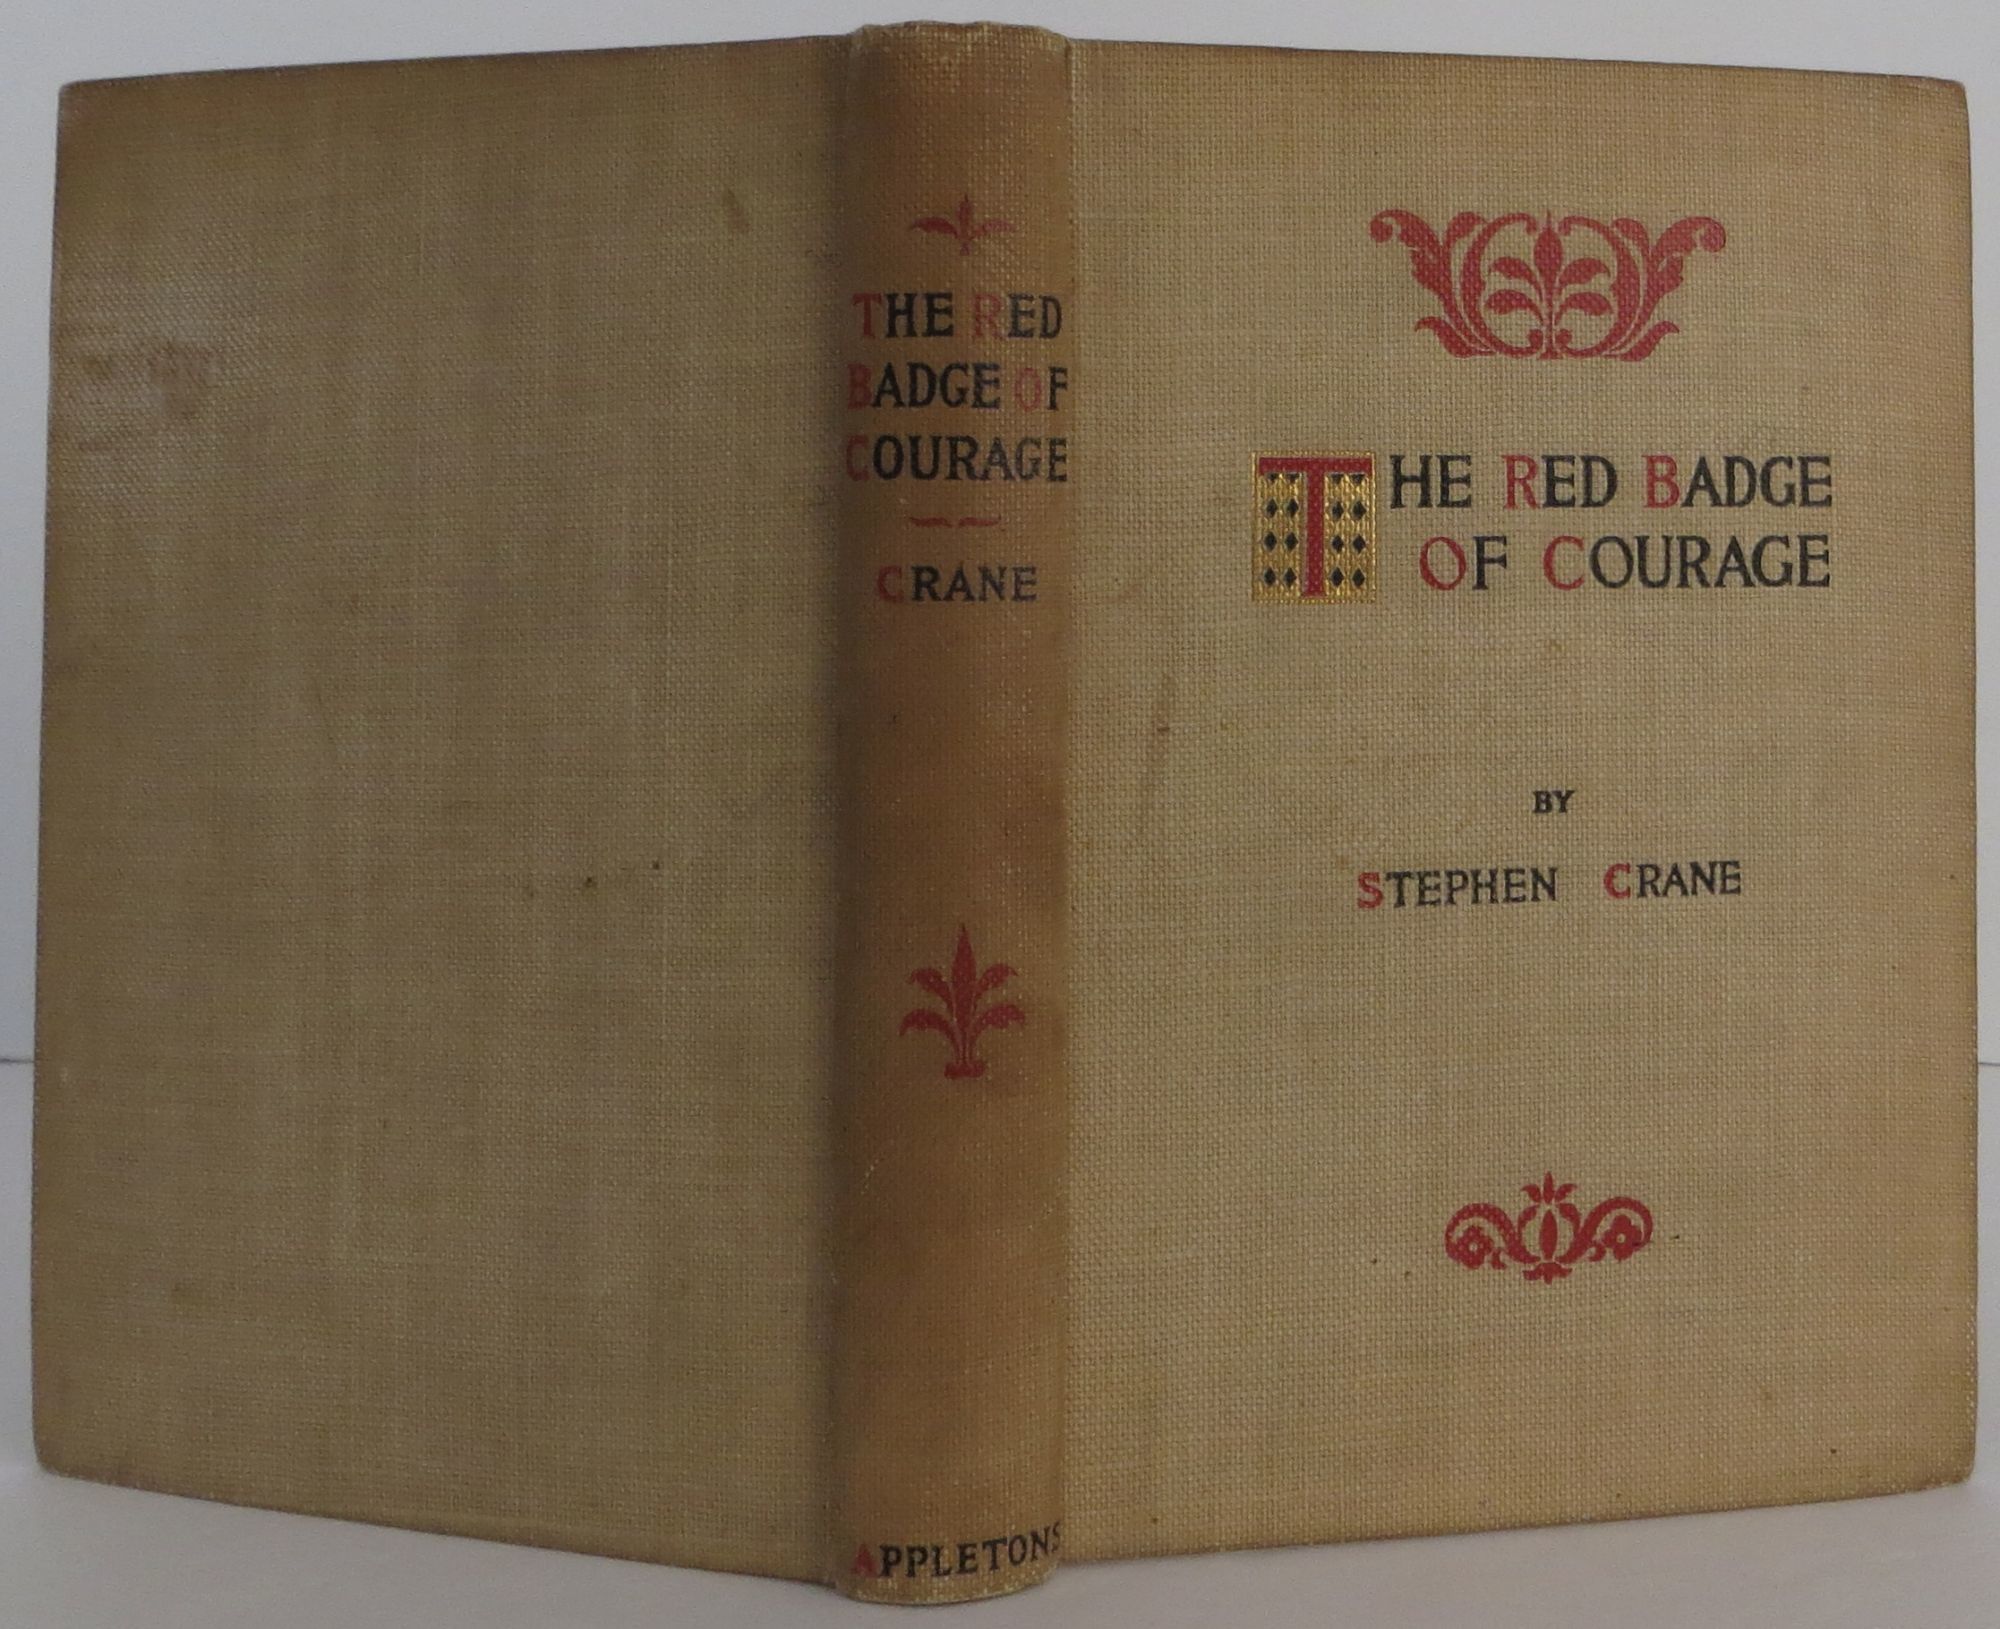 THE RED
BADGE OF
COURAGE
CRANE
APPLETONS
THE RED BADGE
OF COURAGE
BY
STEPHEN CRANE